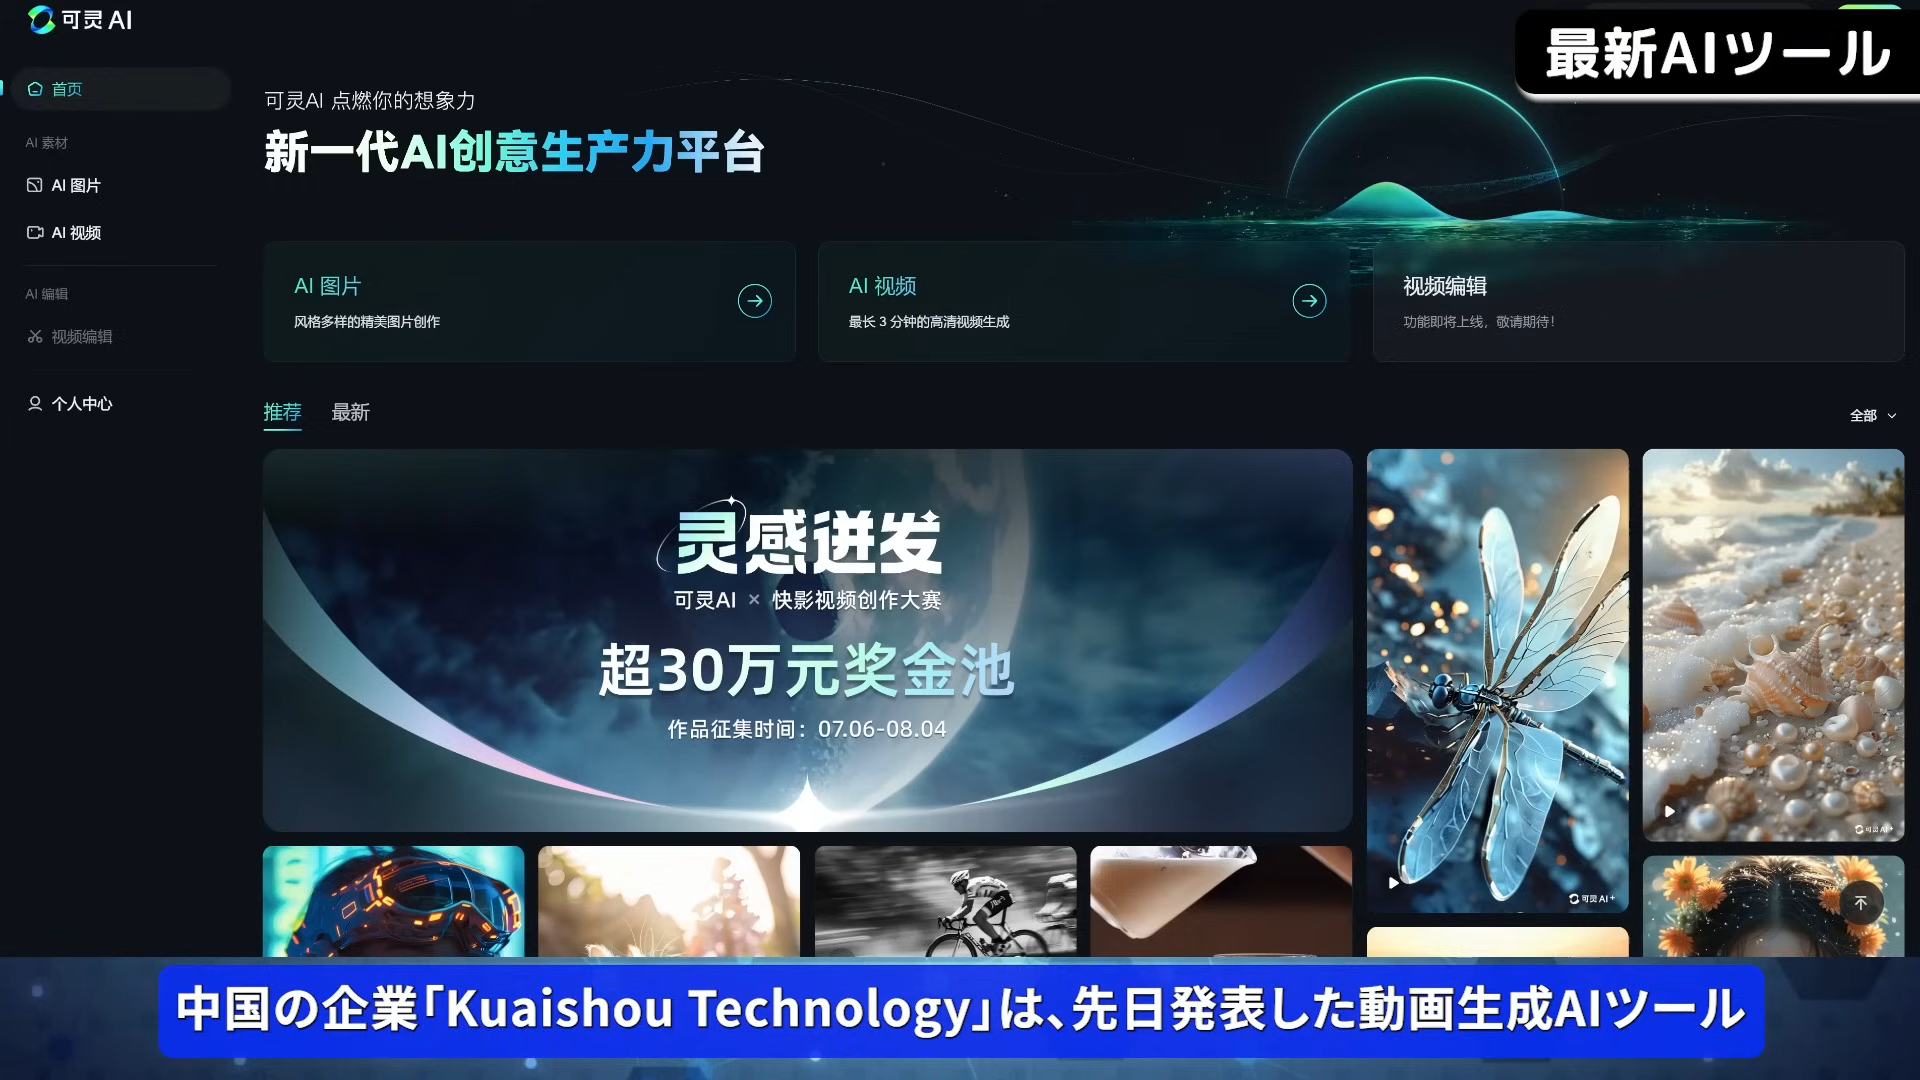 可灵 AI
最新AIツール
首页
AI 素材
AI 图片
AI 视频
AI 编辑
视频编辑
个人中心
可灵AI 点燃你的想象力
新一代AI创意生产力平台
AI 图片
风格多样的精美图片创作
AI 视频
最长 3 分钟的高清视频生成
视频编辑
功能即将上线，敬请期待！
推荐
最新
全部
灵感迸发
可灵AI × 快影视频创作大赛
超30万元奖金池
作品征集时间：07.06-08.04
可灵 AI
可灵 AI
中国の企業「Kuaishou Technology」は、先日発表した動画生成AIツール